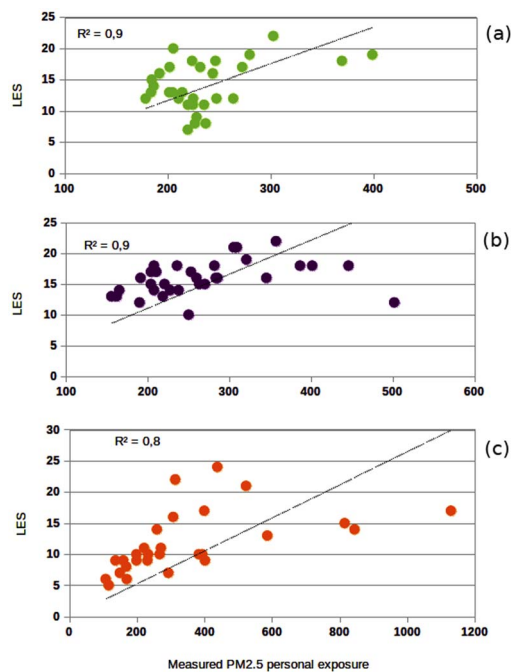 R² = 0,9
(a)
LES
25
20
15
10
5
0
100 200 300 400 500
R² = 0,9
(b)
LES
25
20
15
10
5
0
100 200 300 400 500 600
R² = 0,8
(c)
LES
30
25
20
15
10
5
0
0 200 400 600 800 1000 1200
Measured PM2.5 personal exposure